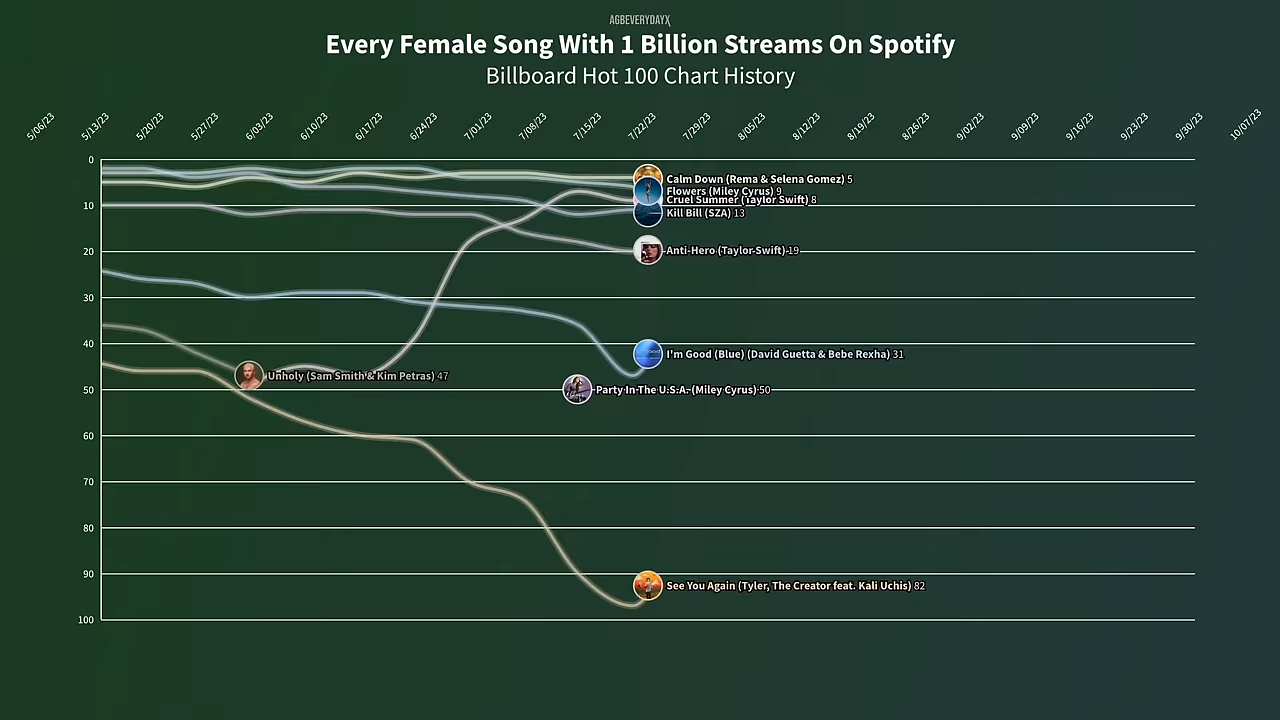 AGBEVERYDAYX
Every Female Song With 1 Billion Streams On Spotify
Billboard Hot 100 Chart History
5/06/23
5/13/23
5/20/23
5/27/23
6/03/23
6/10/23
6/17/23
6/24/23
7/01/23
7/08/23
7/15/23
7/22/23
7/29/23
8/05/23
8/12/23
8/19/23
8/26/23
9/02/23
9/09/23
9/16/23
9/23/23
9/30/23
10/07/23
0
Calm Down (Rema & Selena Gomez) 5
Flowers (Miley Cyrus) 9
Cruel Summer (Taylor Swift) 8
10
Kill Bill (SZA) 13
20
Anti-Hero (Taylor Swift) 19
30
40
I'm Good (Blue) (David Guetta & Bebe Rexha) 31
Unholy (Sam Smith & Kim Petras) 47
50
Party In The U.S.A. (Miley Cyrus) 50
60
70
80
90
See You Again (Tyler, The Creator feat. Kali Uchis) 82
100